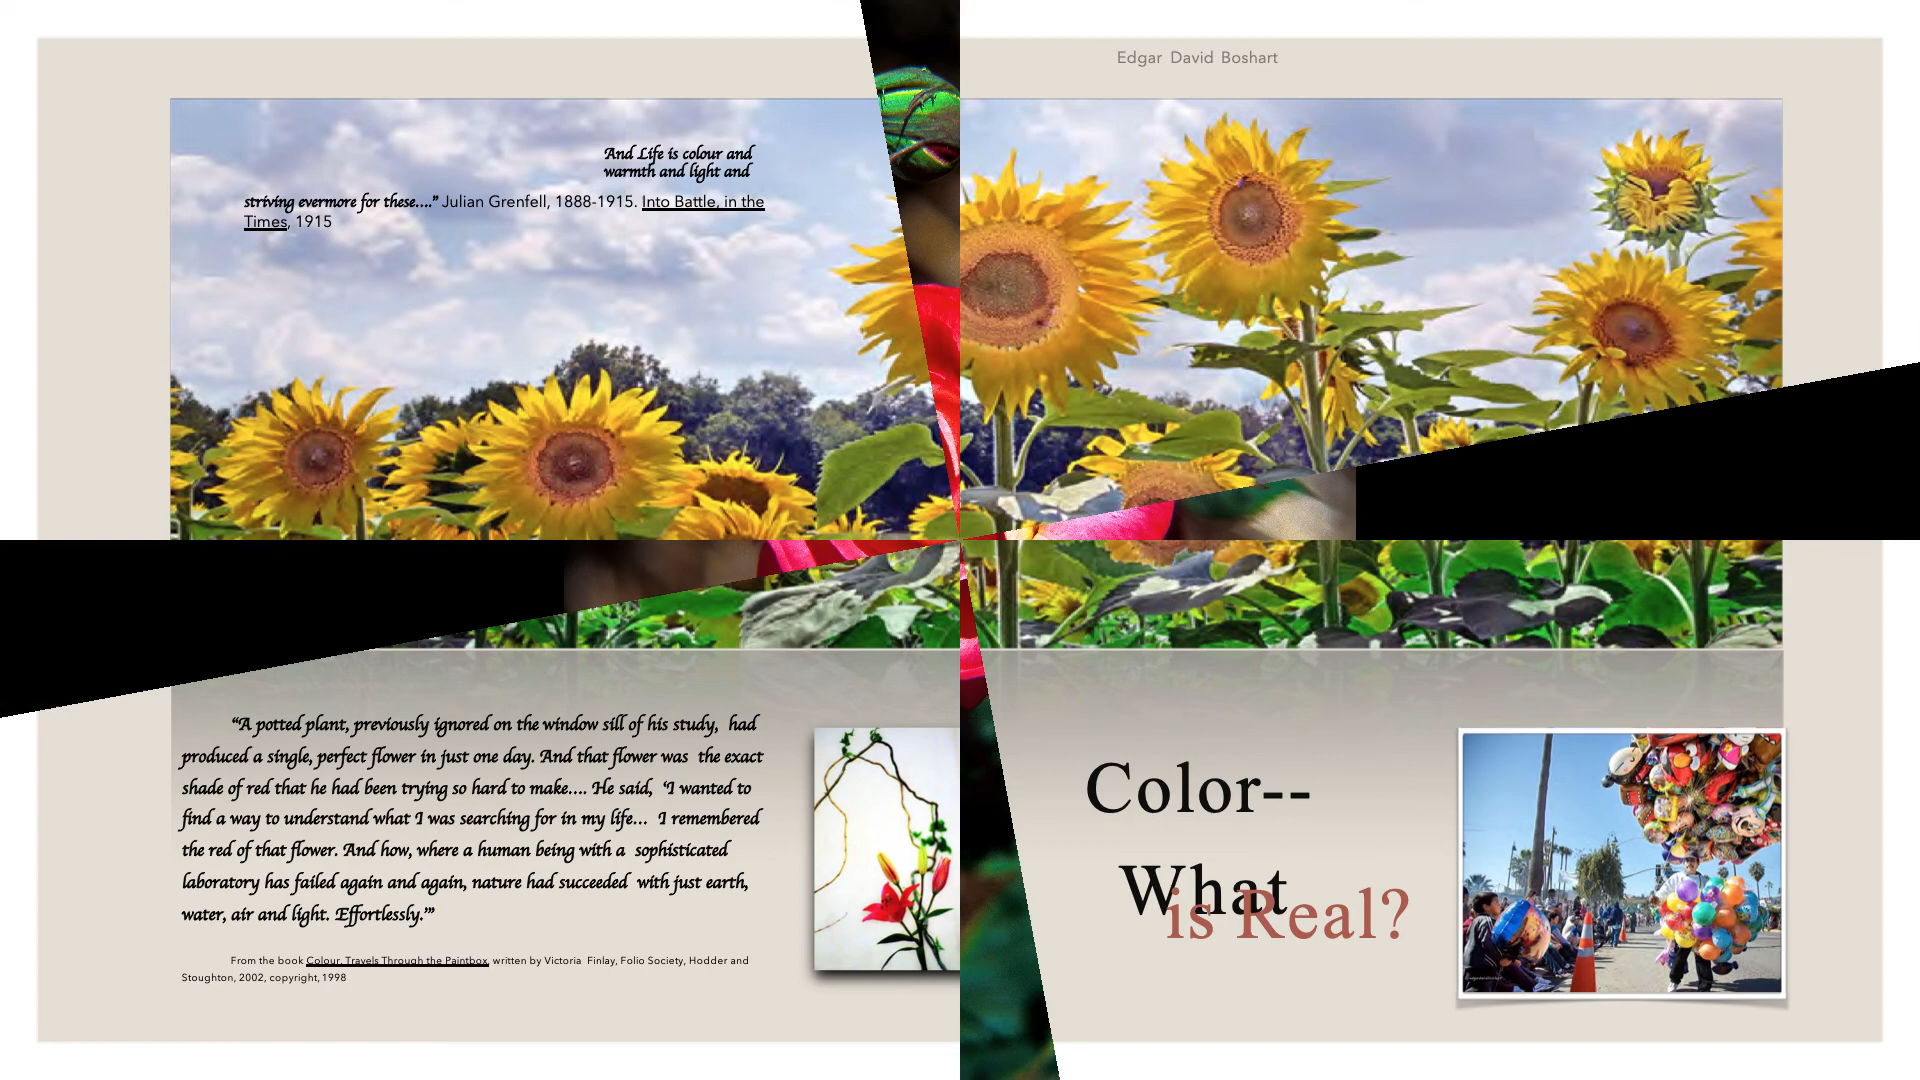 Edgar David Boshart
And Life is colour and
warmth and light and
striving evermore for these....” Julian Grenfell, 1888-1915. Into Battle, in the
Times, 1915
“A potted plant, previously ignored on the window sill of his study, had
produced a single, perfect flower in just one day. And that flower was the exact
shade of red that he had been trying so hard to make.... He said, ‘I wanted to
find a way to understand what I was searching for in my life... I remembered
the red of that flower. And how, where a human being with a sophisticated
laboratory has failed again and again, nature had succeeded with just earth,
water, air and light. Effortlessly.’”
From the book Colour, Travels Through the Paintbox, written by Victoria Finlay, Folio Society, Hodder and
Stoughton, 2002, copyright, 1998
Color--
What
is Real?